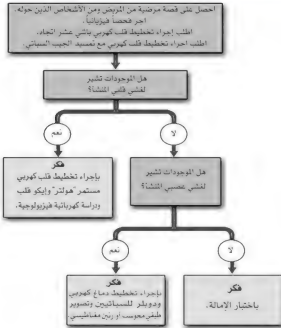 احصل على قصة مرضية من المريض ومن الأشخاص الذين حوله.
اجر فحصاً فيزيائياً.
اطلب إجراء تخطيط قلب كهربي باثني عشر اتجاه.
اطلب اجراء تخطيط قلب كهربي مع تمسيد الجيب السباتي.
هل الموجودات تشير
لغشي قلبي المنشأ؟
نعم
لا
فكر
بإجراء تخطيط قلب كهربي
مستمر "هولتر" وإيكو قلب
ودراسة كهربائية فيزيولوجية.
هل الموجودات تشير
لغشي عصبي المنشأ؟
نعم
لا
فكر
بإجراء تخطيط دماغ كهربي
ودوبلر للسباتيين وتصوير
طبقي محوسب او رنين مغناطيسي
فكر
باختبار الإمالة.